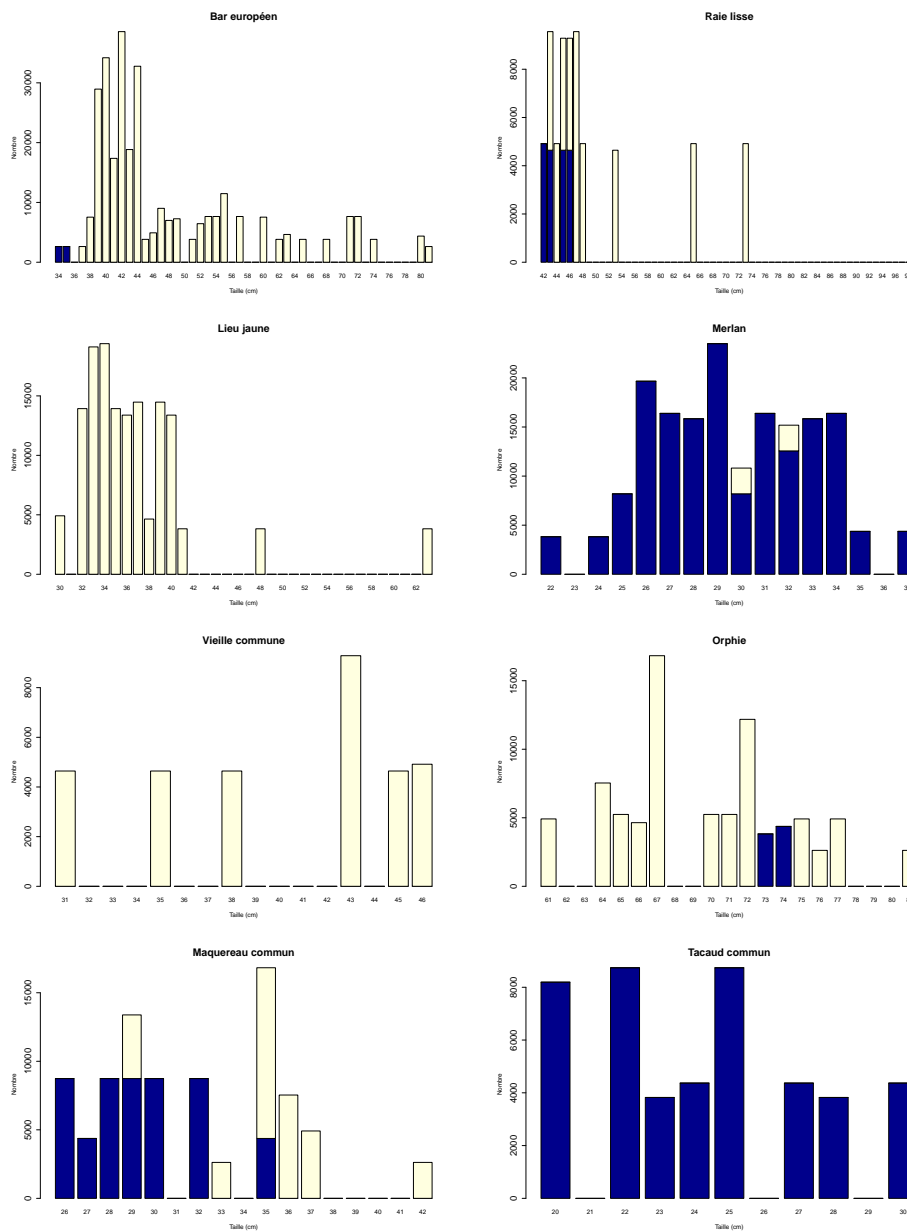 Bar européen
Nombre
0 10000 20000 30000
34 36 38 40 42 44 46 48 50 52 54 56 58 60 62 64 66 68 70 72 74 76 78 80
Taille (cm)
Raie lisse
Nombre
0 2000 4000 6000 8000
42 44 46 48 50 52 54 56 58 60 62 64 66 68 70 72 74 76 78 80 82 84 86 88 90 92 94 96
Taille (cm)
Lieu jaune
Nombre
0 5000 10000 15000
30 32 34 36 38 40 42 44 46 48 50 52 54 56 58 60 62
Taille (cm)
Merlan
Nombre
0 5000 10000 15000 20000
22 23 24 25 26 27 28 29 30 31 32 33 34 35 36
Taille (cm)
Vieille commune
Nombre
0 2000 4000 6000 8000
31 32 33 34 35 36 37 38 39 40 41 42 43 44 45 46
Taille (cm)
Orphie
Nombre
0 5000 10000 15000
61 62 63 64 65 66 67 68 69 70 71 72 73 74 75 76 77 78 79 80
Taille (cm)
Maquereau commun
Nombre
0 5000 10000 15000
26 27 28 29 30 31 32 33 34 35 36 37 38 39 40 41 42
Taille (cm)
Tacaud commun
Nombre
0 2000 4000 6000 8000
20 21 22 23 24 25 26 27 28 29 30
Taille (cm)